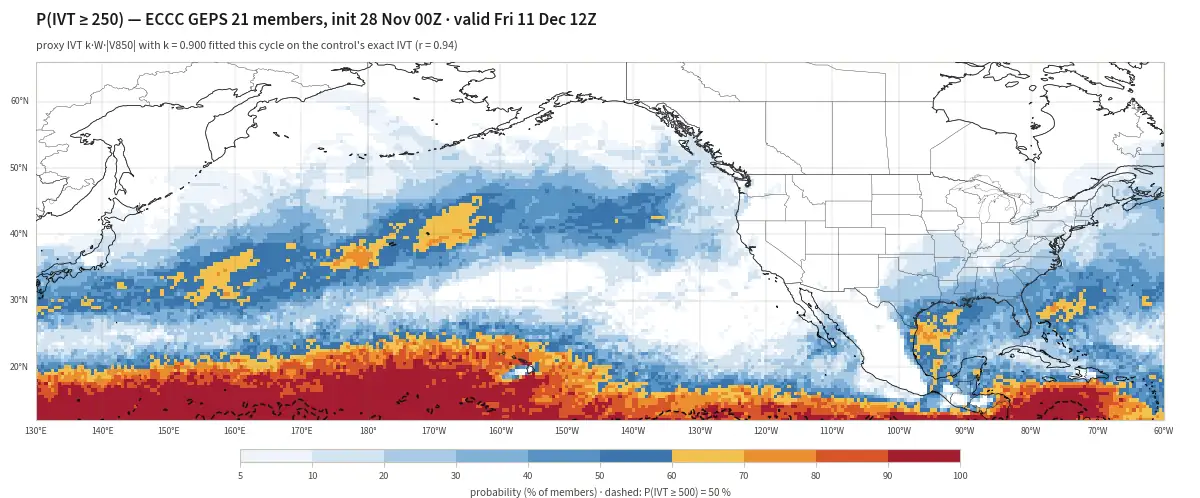 P(IVT ≥ 250) — ECCC GEPS 21 members, init 28 Nov 00Z · valid Fri 11 Dec 12Z
proxy IVT k·W·|V850| with k = 0.900 fitted this cycle on the control's exact IVT (r = 0.94)
60°N
50°N
40°N
30°N
20°N
130°E 140°E 150°E 160°E 170°E 180° 170°W 160°W 150°W 140°W 130°W 120°W 110°W 100°W 90°W 80°W 70°W 60°W
5 10 20 30 40 50 60 70 80 90 100
probability (% of members) · dashed: P(IVT ≥ 500) = 50 %